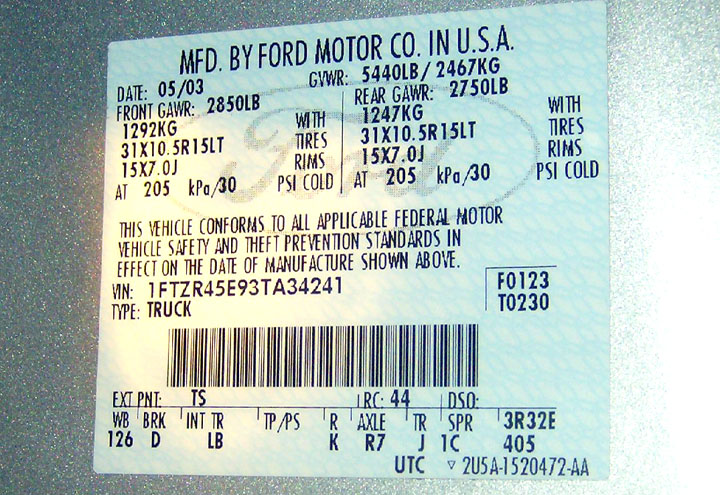 MFD. BY FORD MOTOR CO. IN U.S.A.
DATE: 05/03 GVWR: 5440LB/ 2467KG
FRONT GAWR: 2850LB REAR GAWR: 2750LB
1292KG WITH 1247KG WITH
31X10.5R15LT TIRES 31X10.5R15LT TIRES
15X7.0J RIMS 15X7.0J RIMS
AT 205 kPa/30 PSI COLD AT 205 kPa/30 PSI COLD
Ford
THIS VEHICLE CONFORMS TO ALL APPLICABLE FEDERAL MOTOR
VEHICLE SAFETY AND THEFT PREVENTION STANDARDS IN
EFFECT ON THE DATE OF MANUFACTURE SHOWN ABOVE.
VIN: 1FTZR45E93TA34241 F0123
TYPE: TRUCK T0230
EXT PNT: TS RC: 44 DSO:
WB BRK INT TR TP/PS R AXLE TR SPR 3R32E
126 D LB K R7 J 1C 405
UTC ▽ 2U5A-1520472-AA